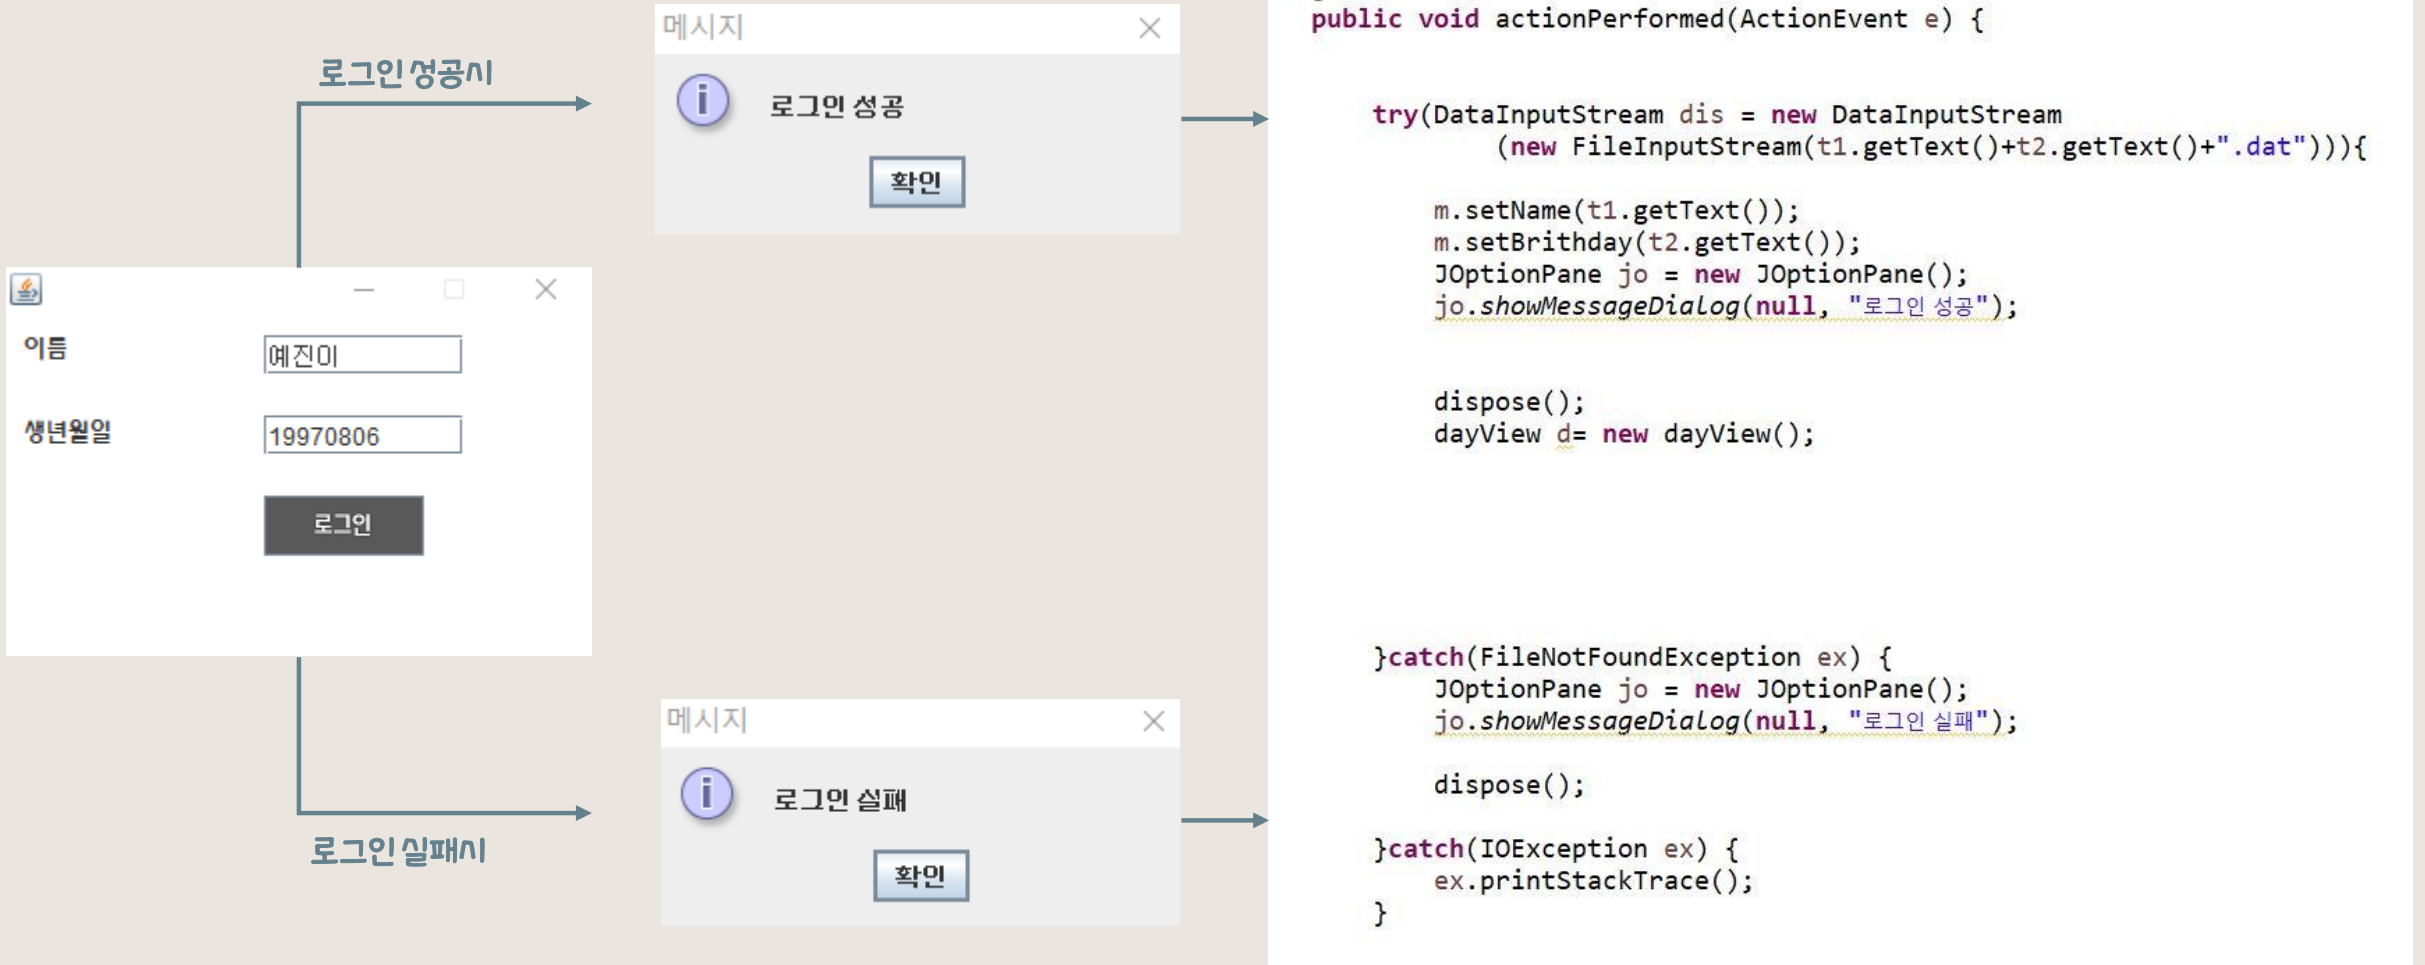 로그인 성공시
메시지
로그인 성공
확인
이름
예진이
생년월일
19970806
로그인
로그인 실패시
메시지
로그인 실패
확인
public void actionPerformed(ActionEvent e) {
try(DataInputStream dis = new DataInputStream
(new FileInputStream(t1.getText()+t2.getText()+".dat"))){
m.setName(t1.getText());
m.setBrithday(t2.getText());
JOptionPane jo = new JOptionPane();
jo.showMessageDialog(null, "로그인 성공");
dispose();
dayView d= new dayView();
}catch(FileNotFoundException ex) {
JOptionPane jo = new JOptionPane();
jo.showMessageDialog(null, "로그인 실패");
dispose();
}catch(IOException ex) {
ex.printStackTrace();
}